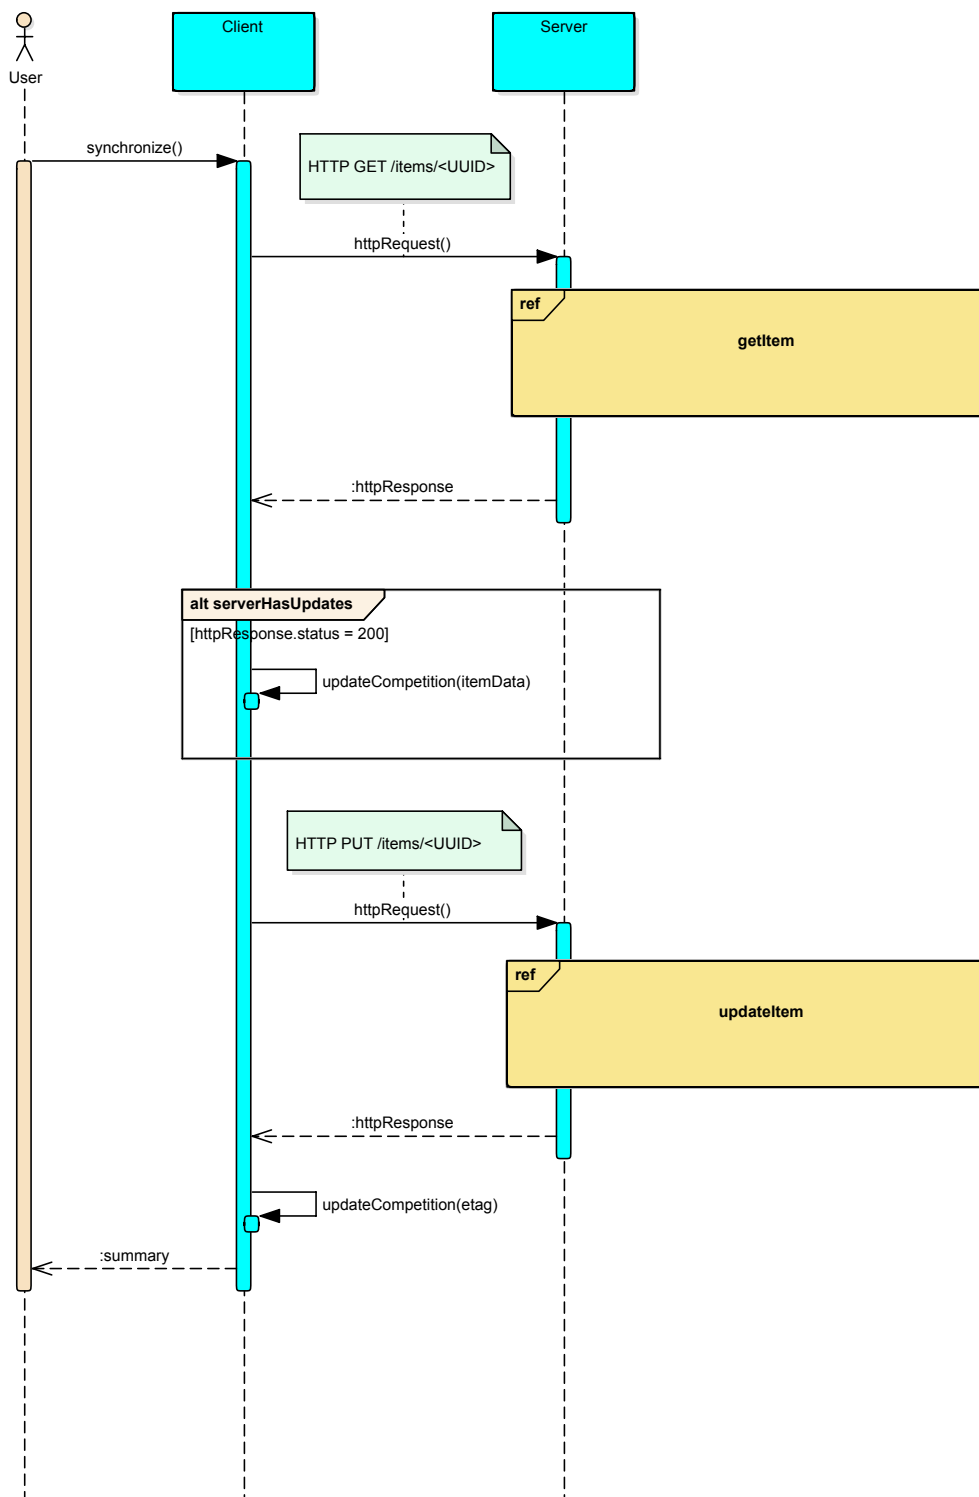 User
Client
Server
synchronize()
HTTP GET /items/<UUID>
httpRequest()
ref
getItem
:httpResponse
alt serverHasUpdates
[httpResponse.status = 200]
updateCompetition(itemData)
HTTP PUT /items/<UUID>
httpRequest()
ref
updateItem
:httpResponse
updateCompetition(etag)
:summary